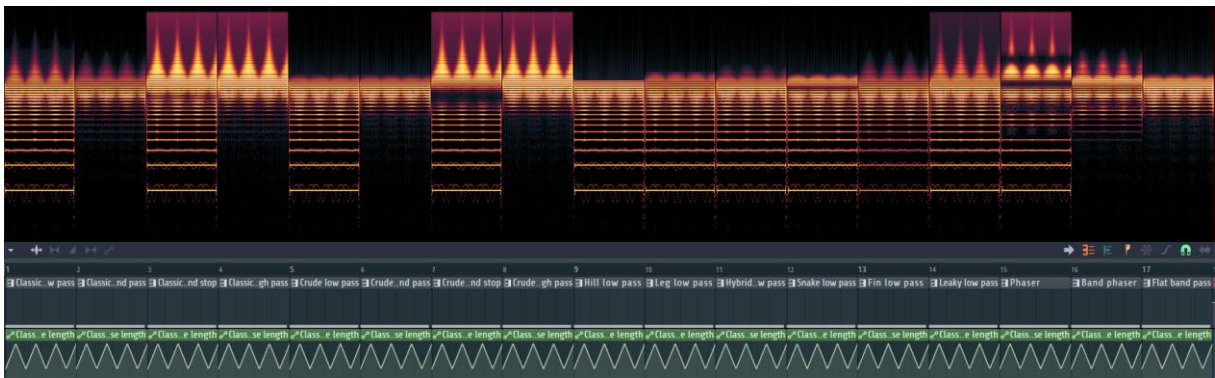 1 2 3 4 5 6 7 8 9 10 11 12 13 14 15 16 17
Classic..w pass Classic..nd pass Classic..nd stop Classic..gh pass Crude low pass Crude..nd pass Crude..nd stop Crude..gh pass Hill low pass Leg low pass Hybrid..w pass Snake low pass Fin low pass Leaky low pass Phaser Band phaser Flat band pass
Class..e length Class..se length Class..e length Class..se length Class..e length Class..se length Class..e length Class..se length Class..e length Class..se length Class..e length Class..se length Class..e length Class..se length Class..e length Class..se length Class..e length